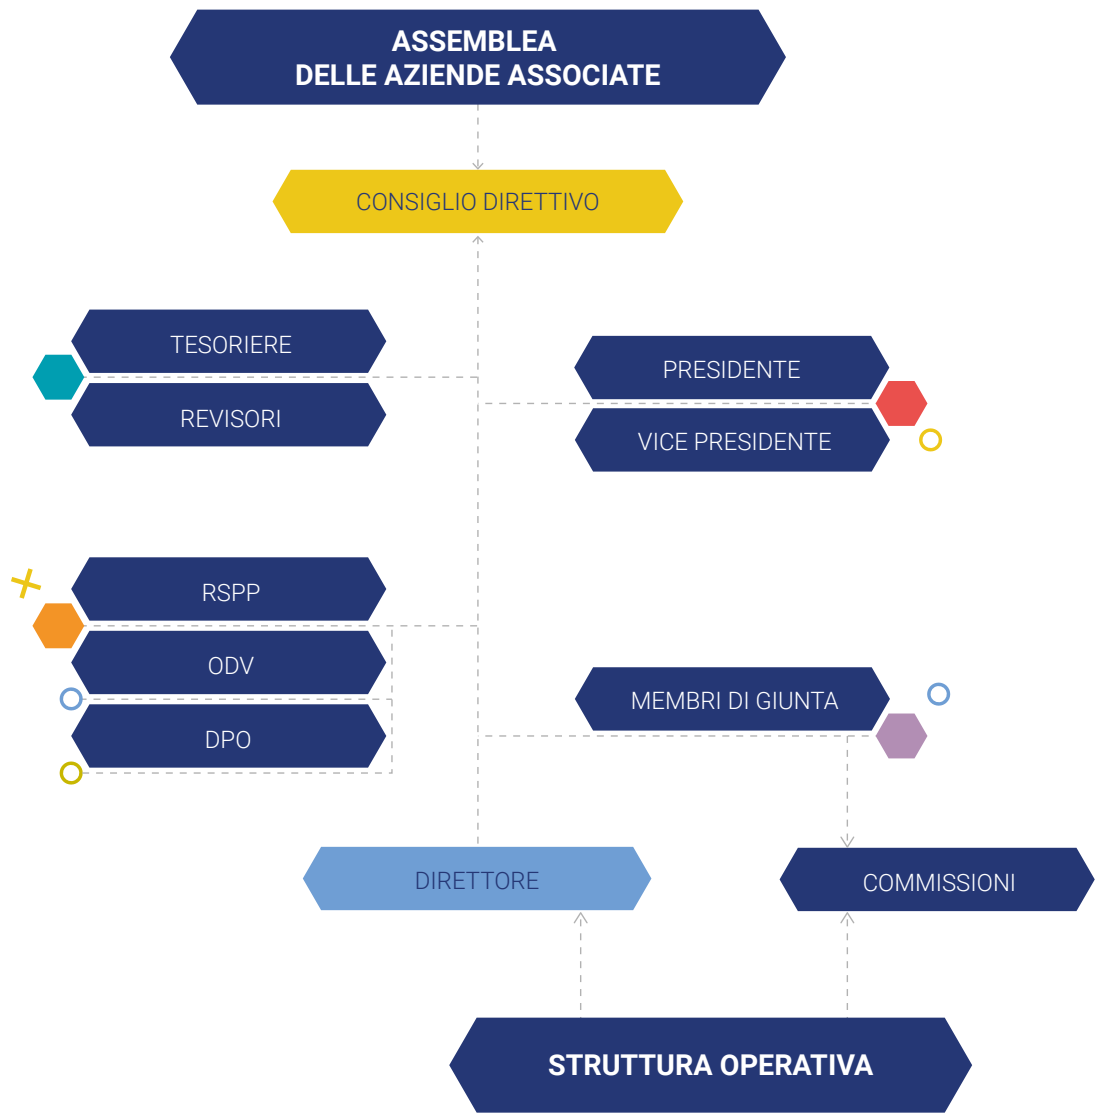 ASSEMBLEA
DELLE AZIENDE ASSOCIATE
CONSIGLIO DIRETTIVO
TESORIERE
REVISORI
PRESIDENTE
VICE PRESIDENTE
RSPP
ODV
DPO
MEMBRI DI GIUNTA
DIRETTORE
COMMISSIONI
STRUTTURA OPERATIVA